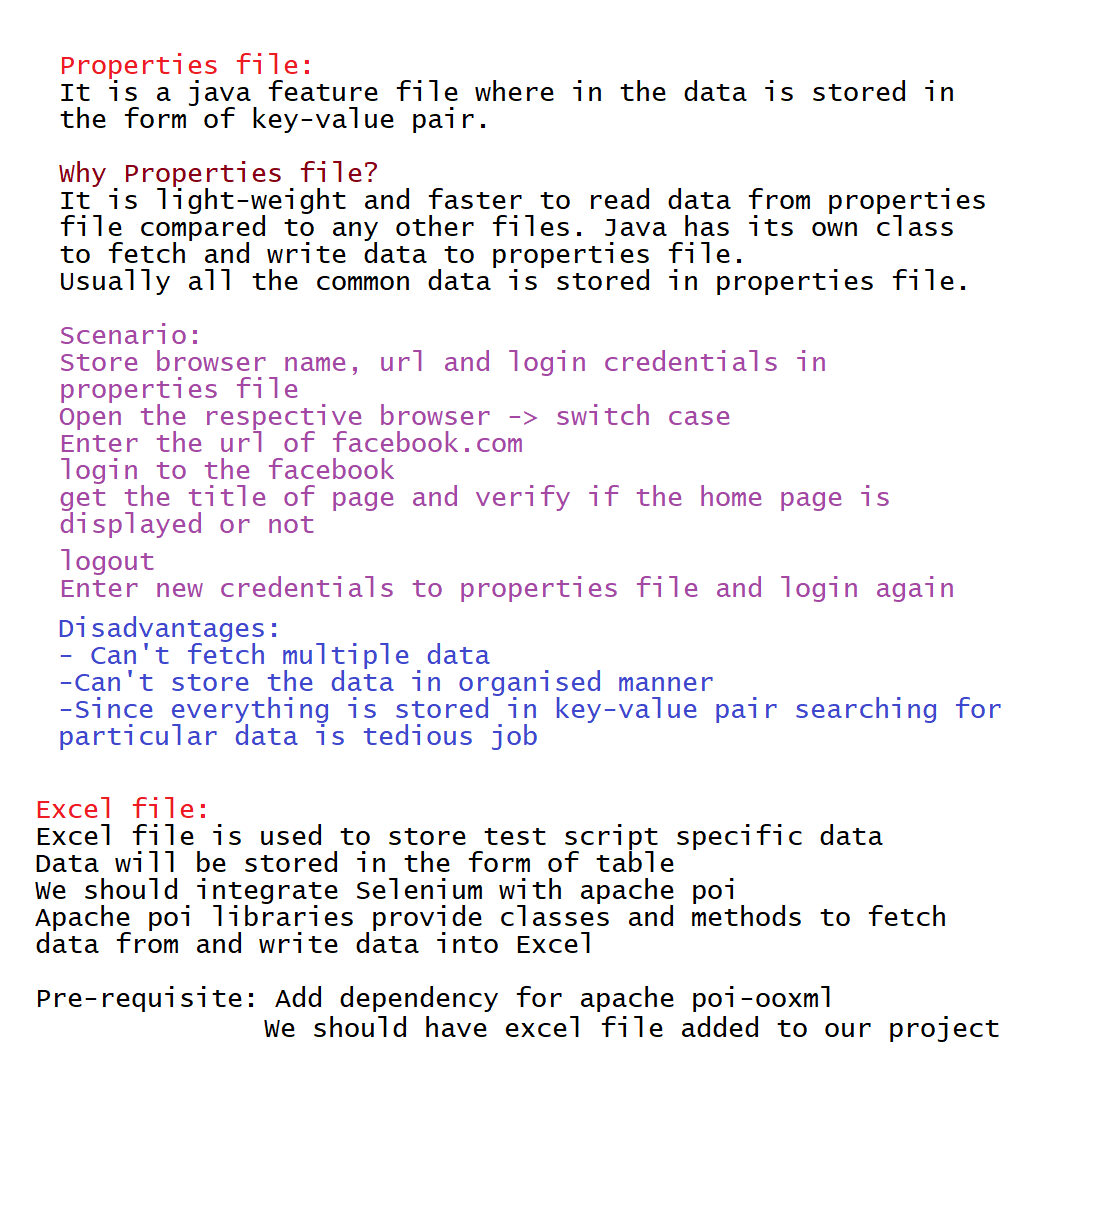 Properties file:
It is a java feature file where in the data is stored in
the form of key-value pair.
Why Properties file?
It is light-weight and faster to read data from properties
file compared to any other files. Java has its own class
to fetch and write data to properties file.
Usually all the common data is stored in properties file.
Scenario:
Store browser name, url and login credentials in
properties file
Open the respective browser -> switch case
Enter the url of facebook.com
login to the facebook
get the title of page and verify if the home page is
displayed or not
logout
Enter new credentials to properties file and login again
Disadvantages:
- Can't fetch multiple data
-Can't store the data in organised manner
-Since everything is stored in key-value pair searching for
particular data is tedious job
Excel file:
Excel file is used to store test script specific data
Data will be stored in the form of table
We should integrate Selenium with apache poi
Apache poi libraries provide classes and methods to fetch
data from and write data into Excel
Pre-requisite: Add dependency for apache poi-ooxml
We should have excel file added to our project